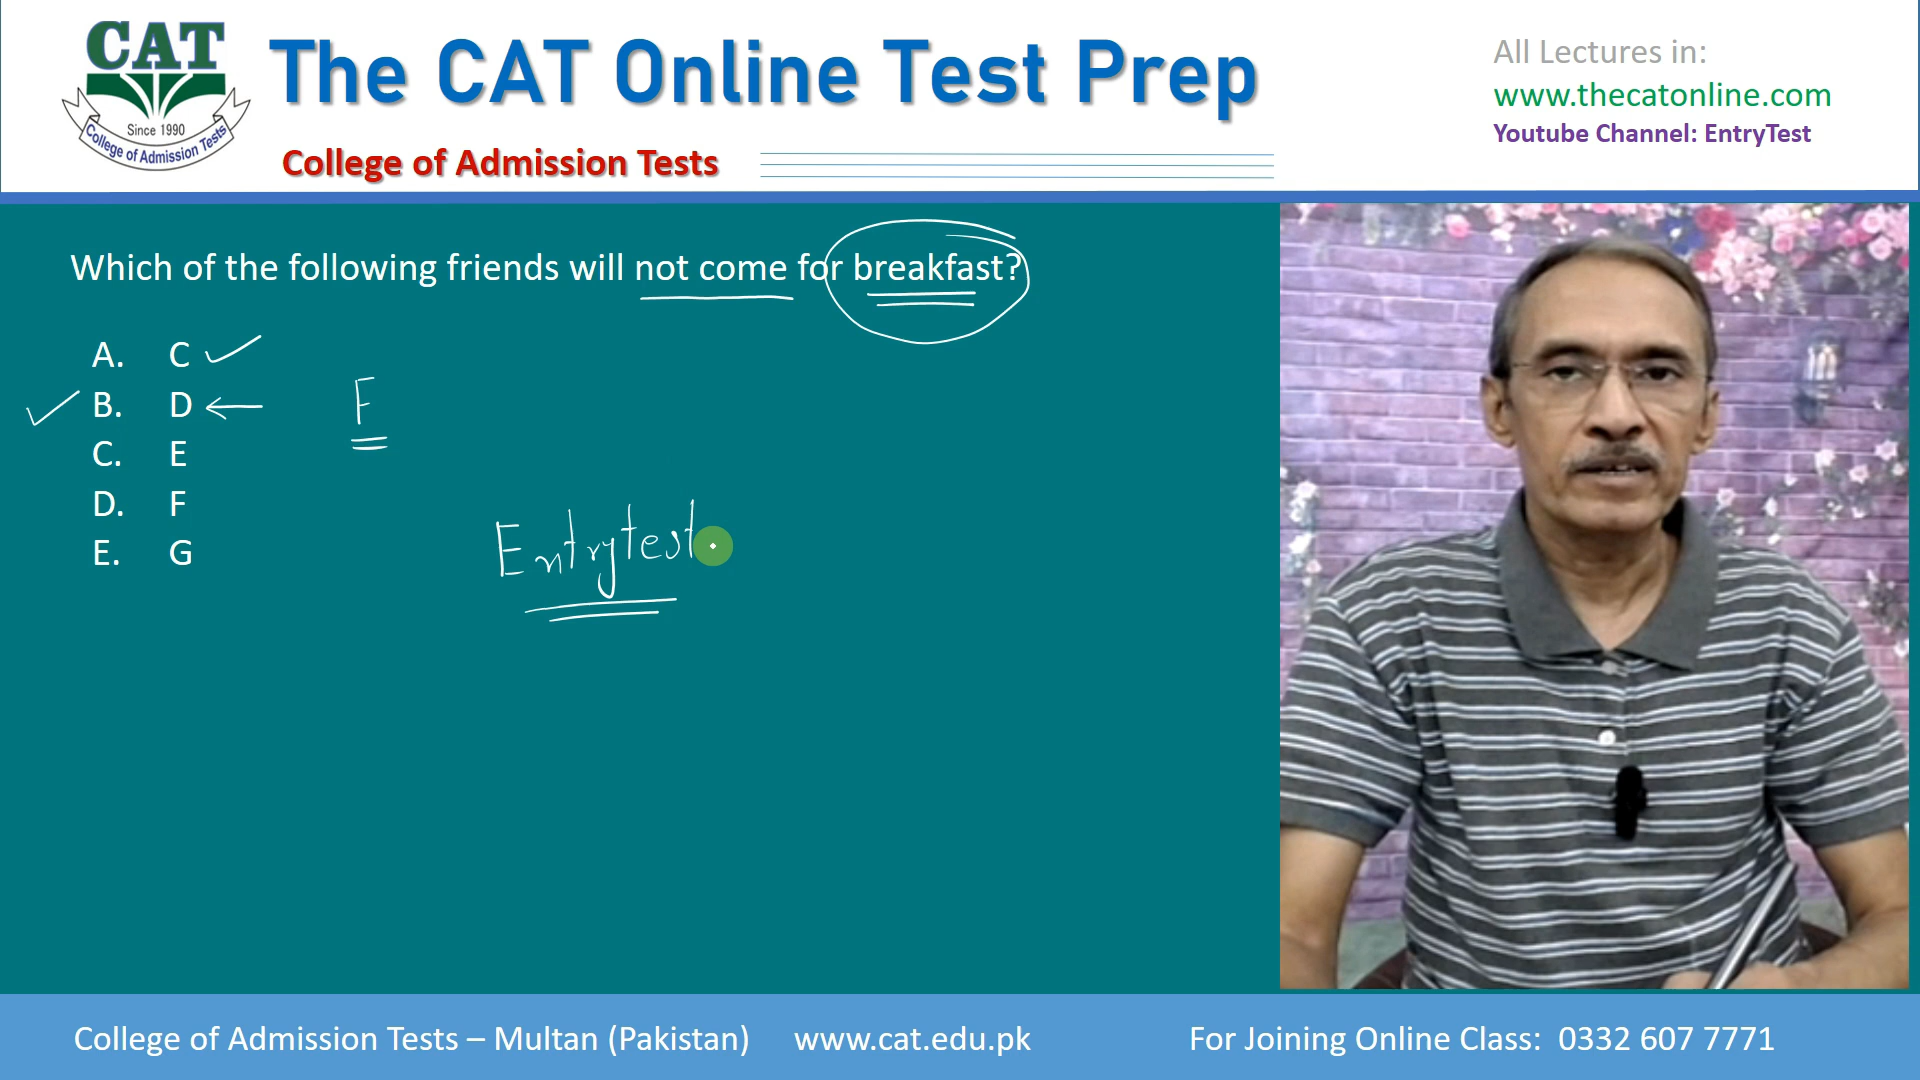 CAT
Since 1990
College of Admission Tests
The CAT Online Test Prep
College of Admission Tests
All Lectures in:
www.thecatonline.com
Youtube Channel: EntryTest
Which of the following friends will not come for breakfast?
A. C
B. D
C. E
D. F
E. G
F
Entrytest
College of Admission Tests – Multan (Pakistan) www.cat.edu.pk For Joining Online Class: 0332 607 7771